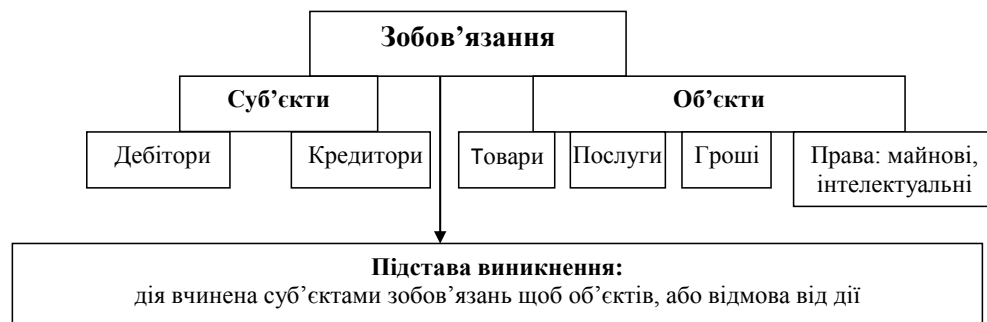 Зобов’язання
Суб’єкти
Об’єкти
Дебітори
Кредитори
Товари
Послуги
Гроші
Права: майнові,
інтелектуальні
Підстава виникнення:
дія вчинена суб’єктами зобов’язань щоб об’єктів, або відмова від дії